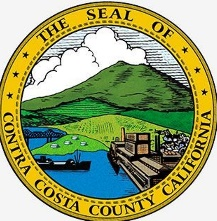 THE SEAL OF
CONTRA COSTA COUNTY CALIFORNIA